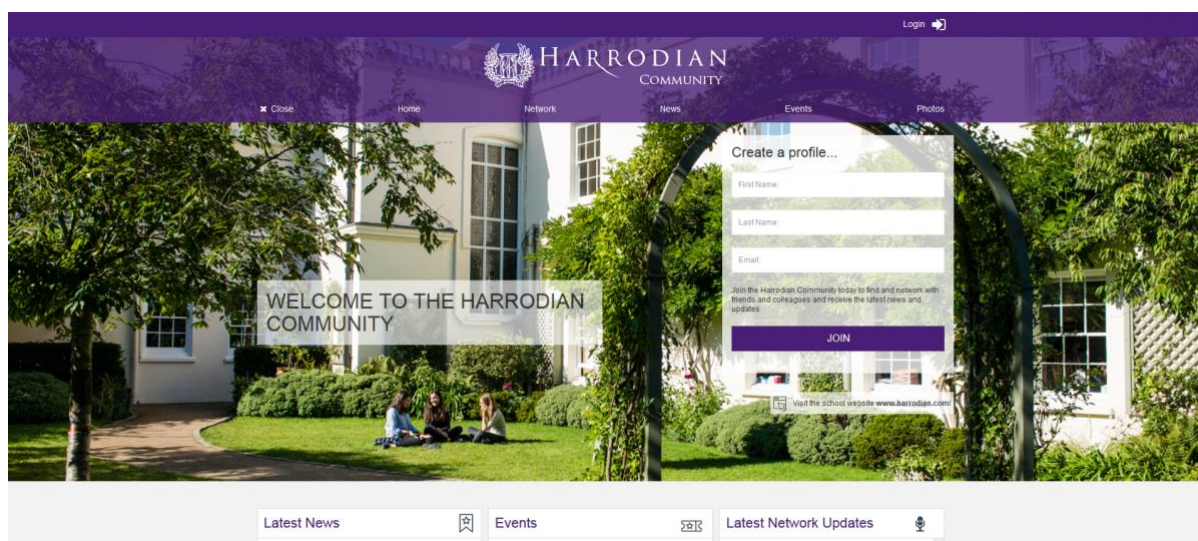 Login
HARRODIAN
COMMUNITY
Close
Home
Network
News
Events
Photos
Create a profile...
First Name:
Last Name:
Email:
Join the Harrodian Community today to find and network with
friends and colleagues and receive the latest news and
updates
JOIN
WELCOME TO THE HARRODIAN
COMMUNITY
Visit the school website www.harrodian.com/
Latest News
Events
Latest Network Updates